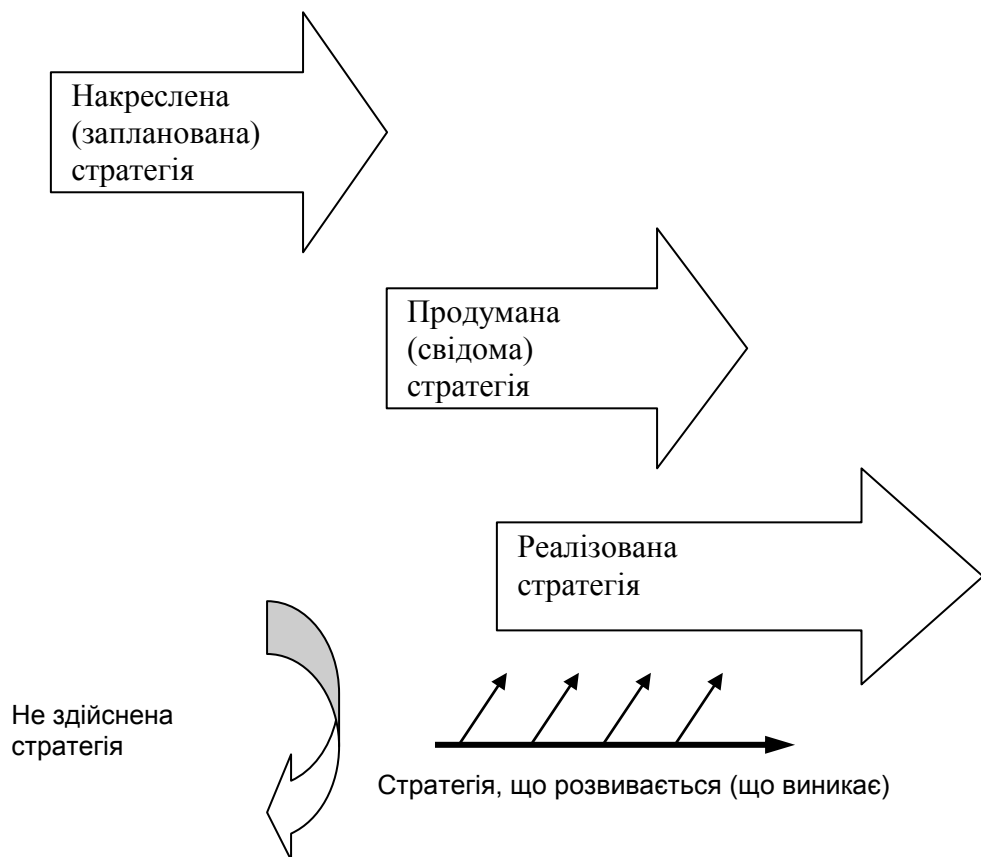 Накреслена
(запланована)
стратегія
Продумана
(свідома)
стратегія
Реалізована
стратегія
Не здійснена
стратегія
Стратегія, що розвивається (що виникає)